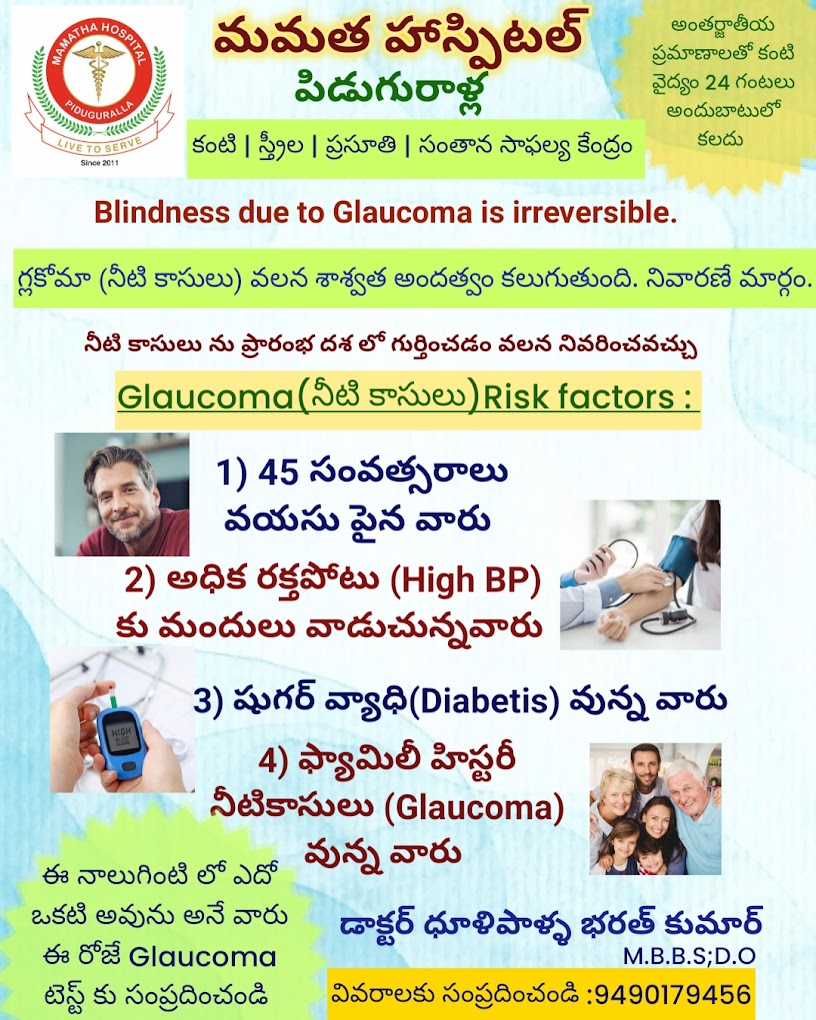 MAMATHA HOSPITAL
PIDUGURALLA
LIVE TO SERVE
Since 2011
మమత హాస్పిటల్
పిడుగురాళ్ల
కంటి | స్త్రీల | ప్రసూతి | సంతాన సాఫల్య కేంద్రం
అంతర్జాతీయ
ప్రమాణాలతో కంటి
వైద్యం 24 గంటలు
అందుబాటులో
కలదు
Blindness due to Glaucoma is irreversible.
గ్లకోమా (నీటి కాసులు) వలన శాశ్వత అందత్వం కలుగుతుంది. నివారణే మార్గం.
నీటి కాసులు ను ప్రారంభ దశ లో గుర్తించడం వలన నివరించవచ్చు
Glaucoma(నీటి కాసులు)Risk factors :
1) 45 సంవత్సరాలు
వయసు పైన వారు
2) అధిక రక్తపోటు (High BP)
కు మందులు వాడుచున్నవారు
HIGH
BLOOD
SUGAR
3) షుగర్ వ్యాధి(Diabetis) వున్న వారు
4) ఫ్యామిలీ హిస్టరీ
నీటికాసులు (Glaucoma)
వున్న వారు
ఈ నాలుగింటి లో ఎదో
ఒకటి అవును అనే వారు
ఈ రోజే Glaucoma
టెస్ట్ కు సంప్రదించండి
డాక్టర్ ధూళిపాళ్ళ భరత్ కుమార్
M.B.B.S;D.O
వివరాలకు సంప్రదించండి :9490179456